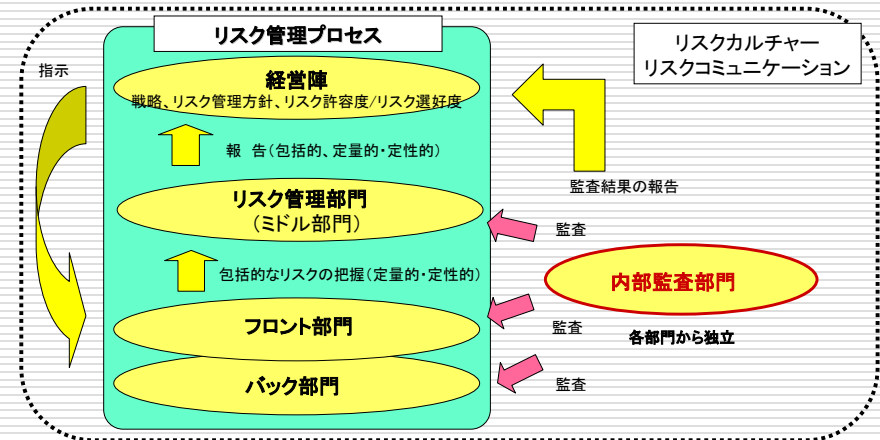 リスク管理プロセス
リスクカルチャー
リスクコミュニケーション
指示
経営陣
戦略、リスク管理方針、リスク許容度/リスク選好度
報 告(包括的、定量的・定性的)
監査結果の報告
リスク管理部門
(ミドル部門)
監査
包括的なリスクの把握(定量的・定性的)
内部監査部門
フロント部門
監査
各部門から独立
バック部門
監査